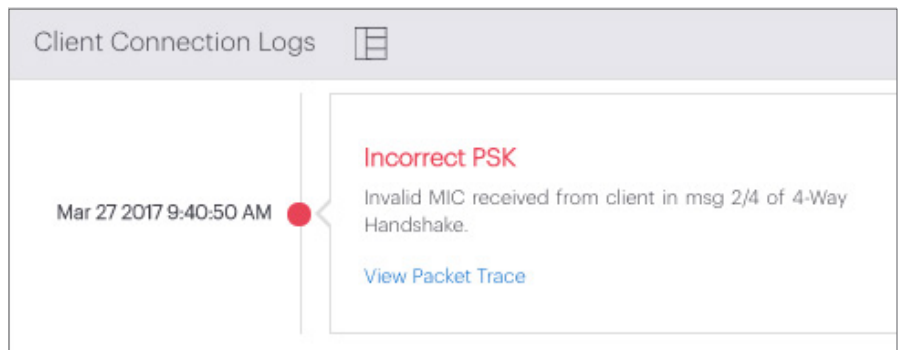 Client Connection Logs
Incorrect PSK
Mar 27 2017 9:40:50 AM
Invalid MIC received from client in msg 2/4 of 4-Way
Handshake.
View Packet Trace